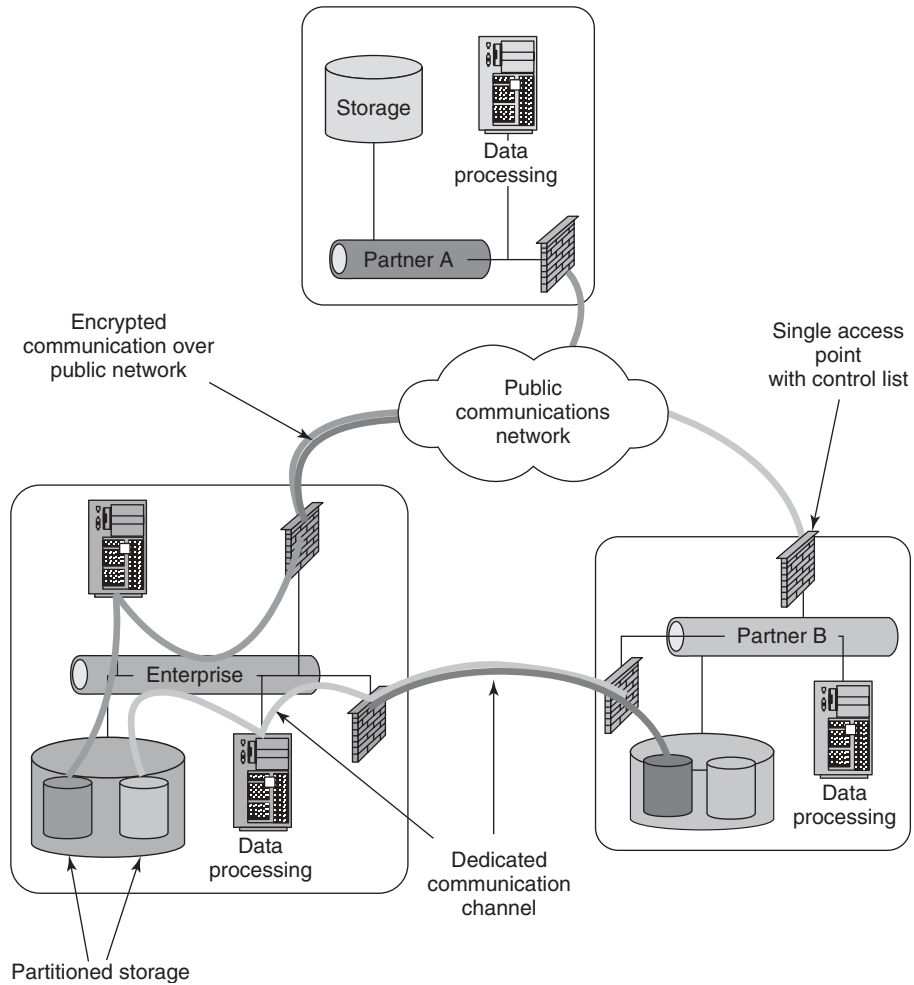 Storage
Data
processing
Partner A
Encrypted
communication over
public network
Single access
point
with control list
Public
communications
network
Enterprise
Partner B
Data
processing
Data
processing
Dedicated
communication
channel
Partitioned storage